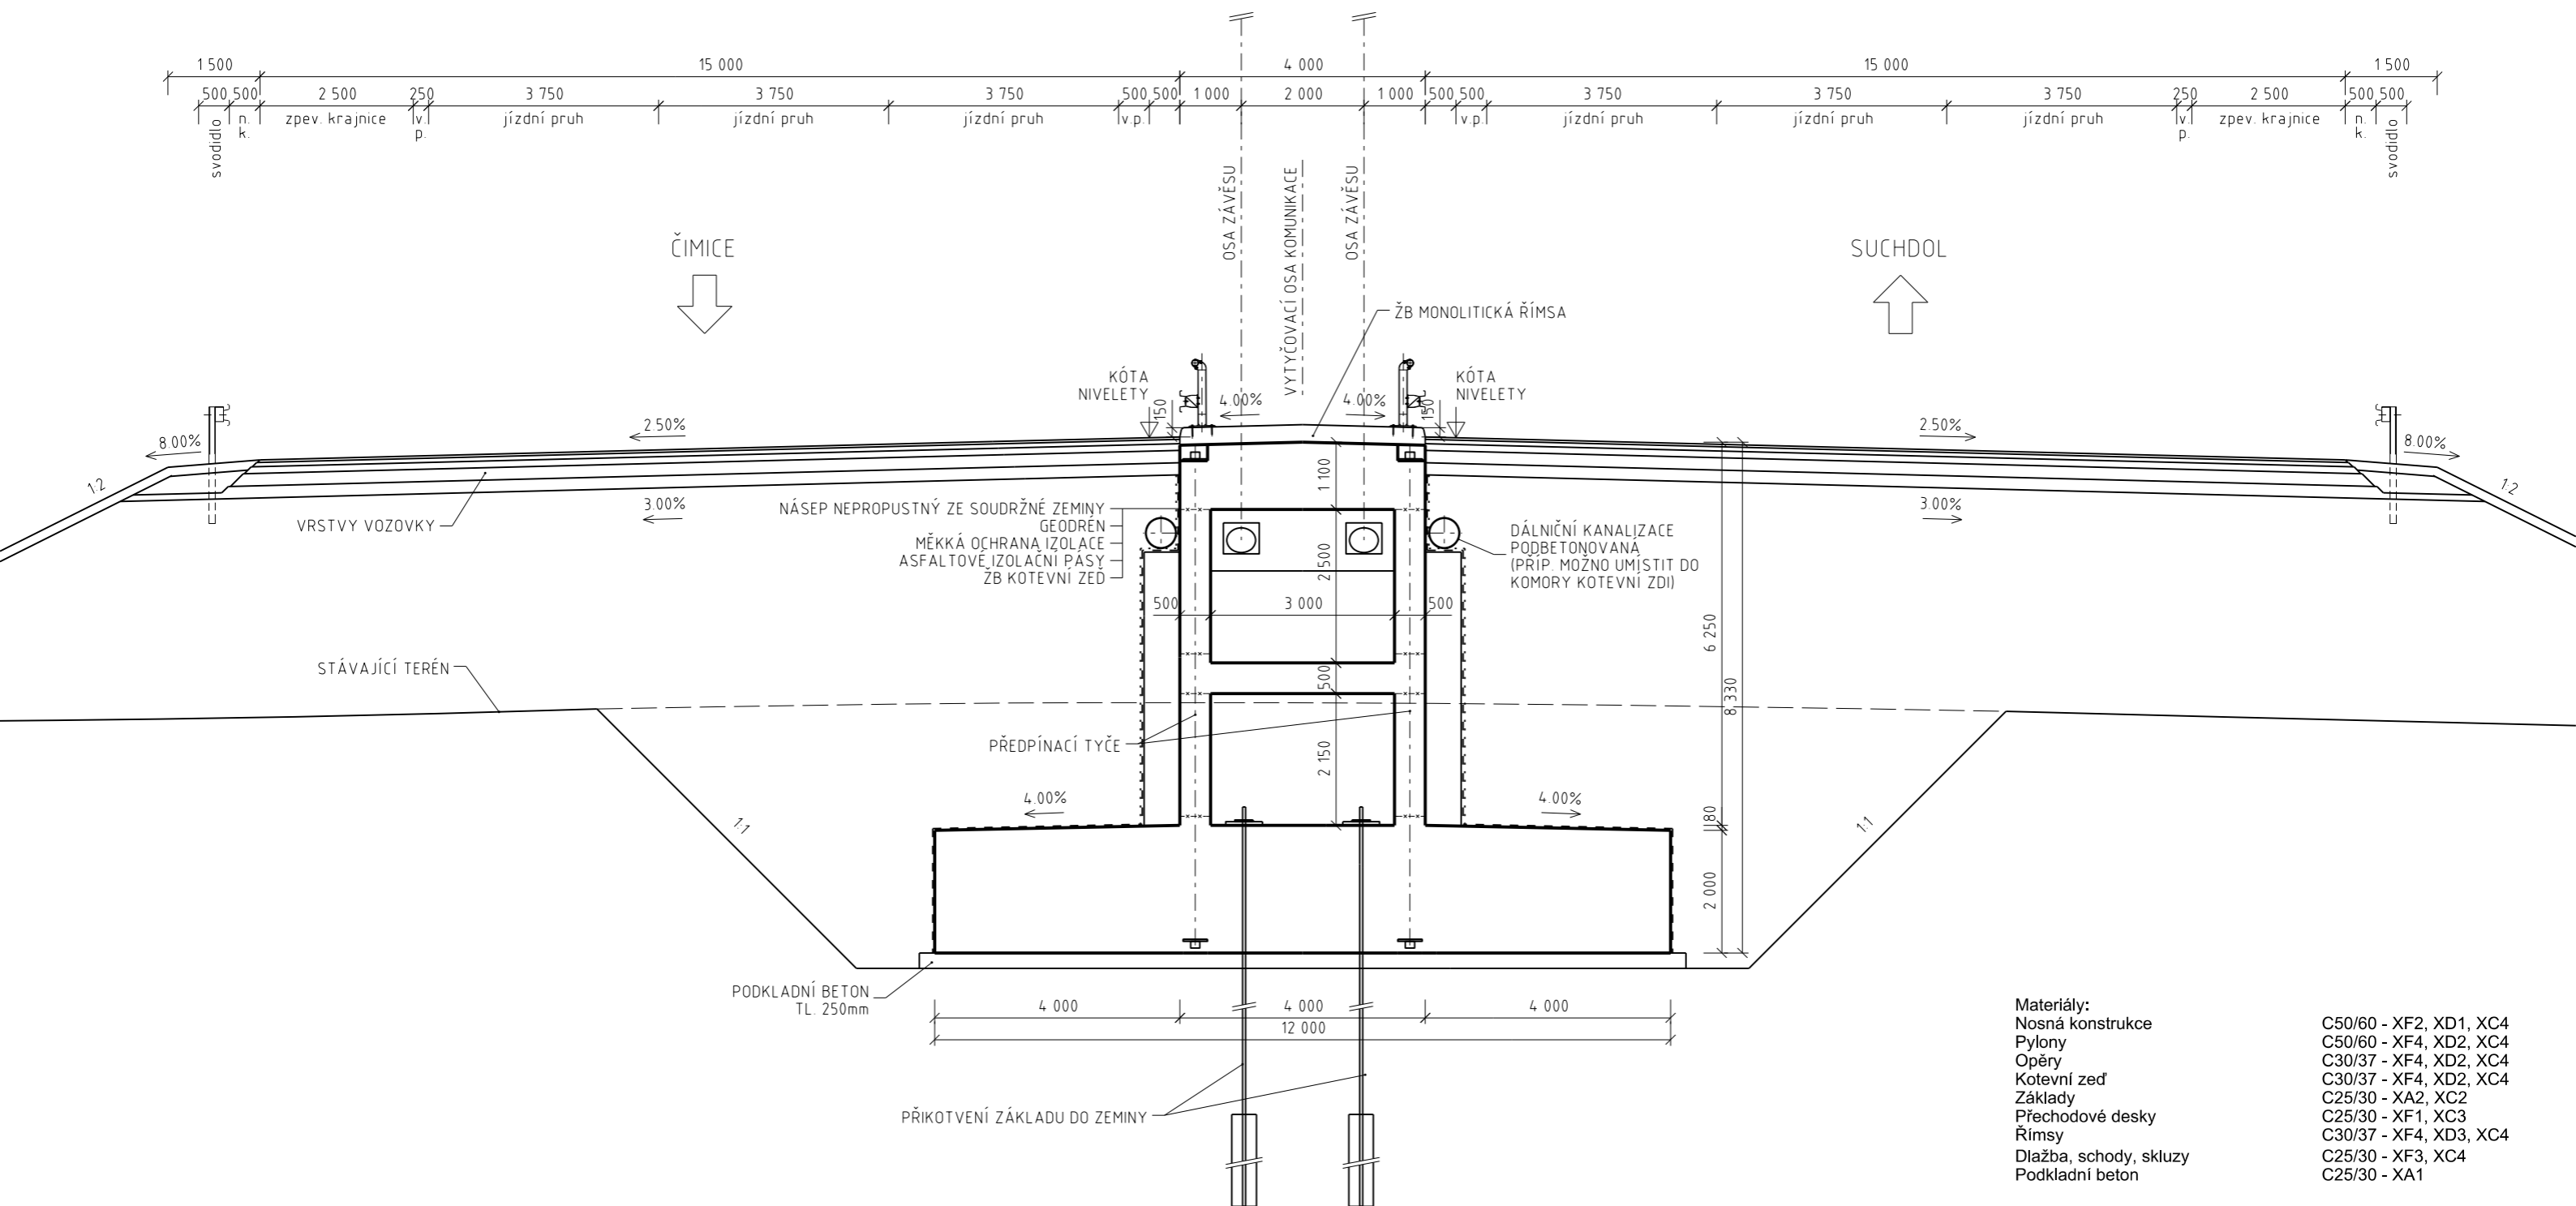 1 500 15 000 4 000 15 000 1 500
500 500 2 500 250 3 750 3 750 3 750 500 500 1 000 2 000 1 000 500 500 3 750 3 750 3 750 250 2 500 500 500
svodidlo n. k. zpev. krajnice v. p. jízdní pruh jízdní pruh jízdní pruh v.p. v.p. jízdní pruh jízdní pruh jízdní pruh v. p. zpev. krajnice n. k. svodidlo
OSA ZÁVĚSU
VYTYČOVACÍ OSA KOMUNIKACE
OSA ZÁVĚSU
ČIMICE
SUCHDOL
ŽB MONOLITICKÁ ŘÍMSA
KÓTA
NIVELETY
KÓTA
NIVELETY
150 4.00% 4.00% 150
8.00% 2.50% 2.50% 8.00%
1:2 1:2
3.00% 3.00%
VRSTVY VOZOVKY
NÁSEP NEPROPUSTNÝ ZE SOUDRŽNÉ ZEMINY
GEODRÉN
MĚKKÁ OCHRANA IZOLACE
ASFALTOVÉ IZOLAČNÍ PÁSY
ŽB KOTEVNÍ ZEĎ
DÁLNIČNÍ KANALIZACE
PODBETONOVANÁ
(PŘÍP. MOŽNO UMÍSTIT DO
KOMORY KOTEVNÍ ZDI)
1 100
2 500
500 3 000 500
500
2 150
6 250
8 330
180
2 000
STÁVAJÍCÍ TERÉN
PŘEDPÍNACÍ TYČE
4.00% 4.00%
1:1 1:1
PODKLADNÍ BETON
TL. 250mm
4 000 4 000 4 000
12 000
PŘIKOTVENÍ ZÁKLADU DO ZEMINY
Materiály:
Nosná konstrukce C50/60 - XF2, XD1, XC4
Pylony C50/60 - XF4, XD2, XC4
Opěry C30/37 - XF4, XD2, XC4
Kotevní zeď C30/37 - XF4, XD2, XC4
Základy C25/30 - XA2, XC2
Přechodové desky C25/30 - XF1, XC3
Římsy C30/37 - XF4, XD3, XC4
Dlažba, schody, skluzy C25/30 - XF3, XC4
Podkladní beton C25/30 - XA1